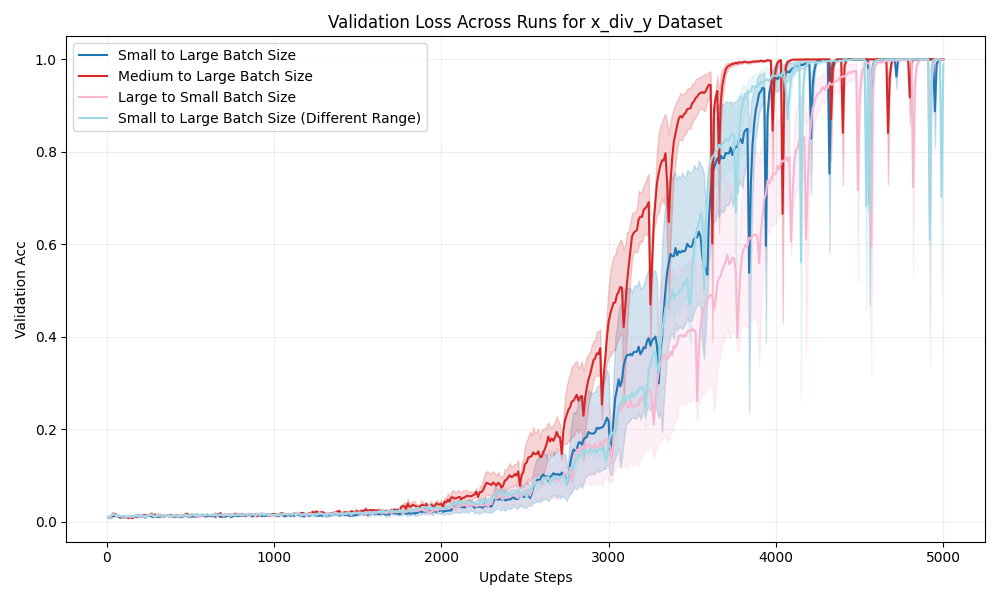 Validation Loss Across Runs for x_div_y Dataset
Small to Large Batch Size
Medium to Large Batch Size
Large to Small Batch Size
Small to Large Batch Size (Different Range)
Validation Acc
1.0
0.8
0.6
0.4
0.2
0.0
0 1000 2000 3000 4000 5000
Update Steps